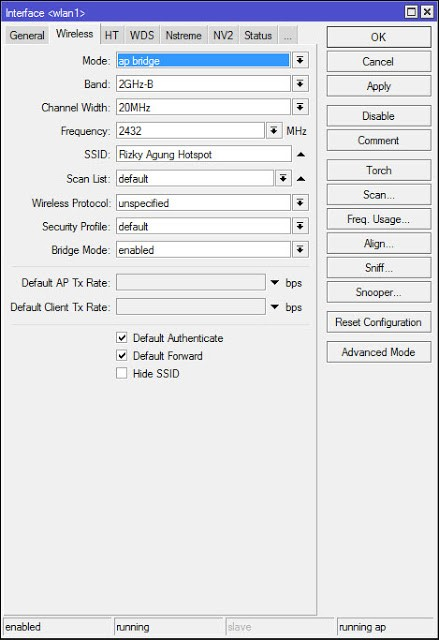 Interface <wlan1>
General Wireless HT WDS Nstreme NV2 Status ...
Mode: ap bridge
Band: 2GHz-B
Channel Width: 20MHz
Frequency: 2432 MHz
SSID: Rizky Agung Hotspot
Scan List: default
Wireless Protocol: unspecified
Security Profile: default
Bridge Mode: enabled
Default AP Tx Rate: bps
Default Client Tx Rate: bps
Default Authenticate
Default Forward
Hide SSID
OK
Cancel
Apply
Disable
Comment
Torch
Scan...
Freq. Usage...
Align...
Sniff...
Snooper...
Reset Configuration
Advanced Mode
enabled running slave running ap